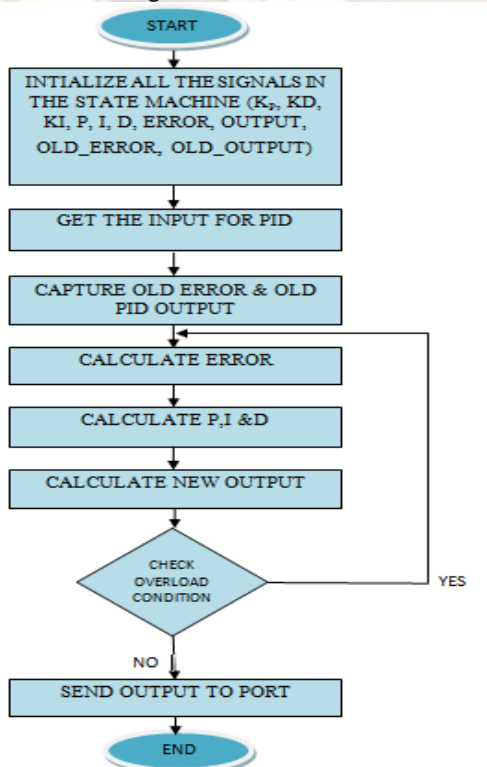 START
INTIALIZE ALL THE SIGNALS IN
THE STATE MACHINE (KP, KD,
KI, P, I, D, ERROR, OUTPUT,
OLD_ERROR, OLD_OUTPUT)
GET THE INPUT FOR PID
CAPTURE OLD ERROR & OLD
PID OUTPUT
CALCULATE ERROR
CALCULATE P,I &D
CALCULATE NEW OUTPUT
CHECK
OVERLOAD
CONDITION
YES
NO
SEND OUTPUT TO PORT
END